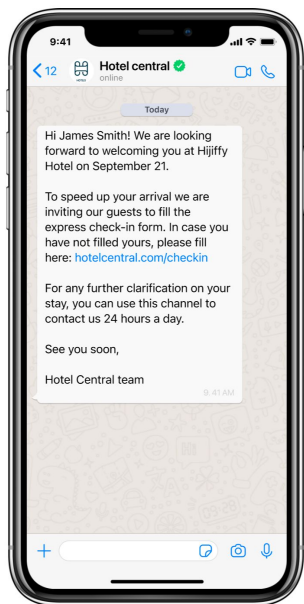 9:41
12
Hotel central
online
Today
Hi James Smith! We are looking
forward to welcoming you at Hijiffy
Hotel on September 21.
To speed up your arrival we are
inviting our guests to fill the
express check-in form. In case you
have not filled yours, please fill
here: hotelcentral.com/checkin
For any further clarification on your
stay, you can use this channel to
contact us 24 hours a day.
See you soon,
Hotel Central team
9:41 AM